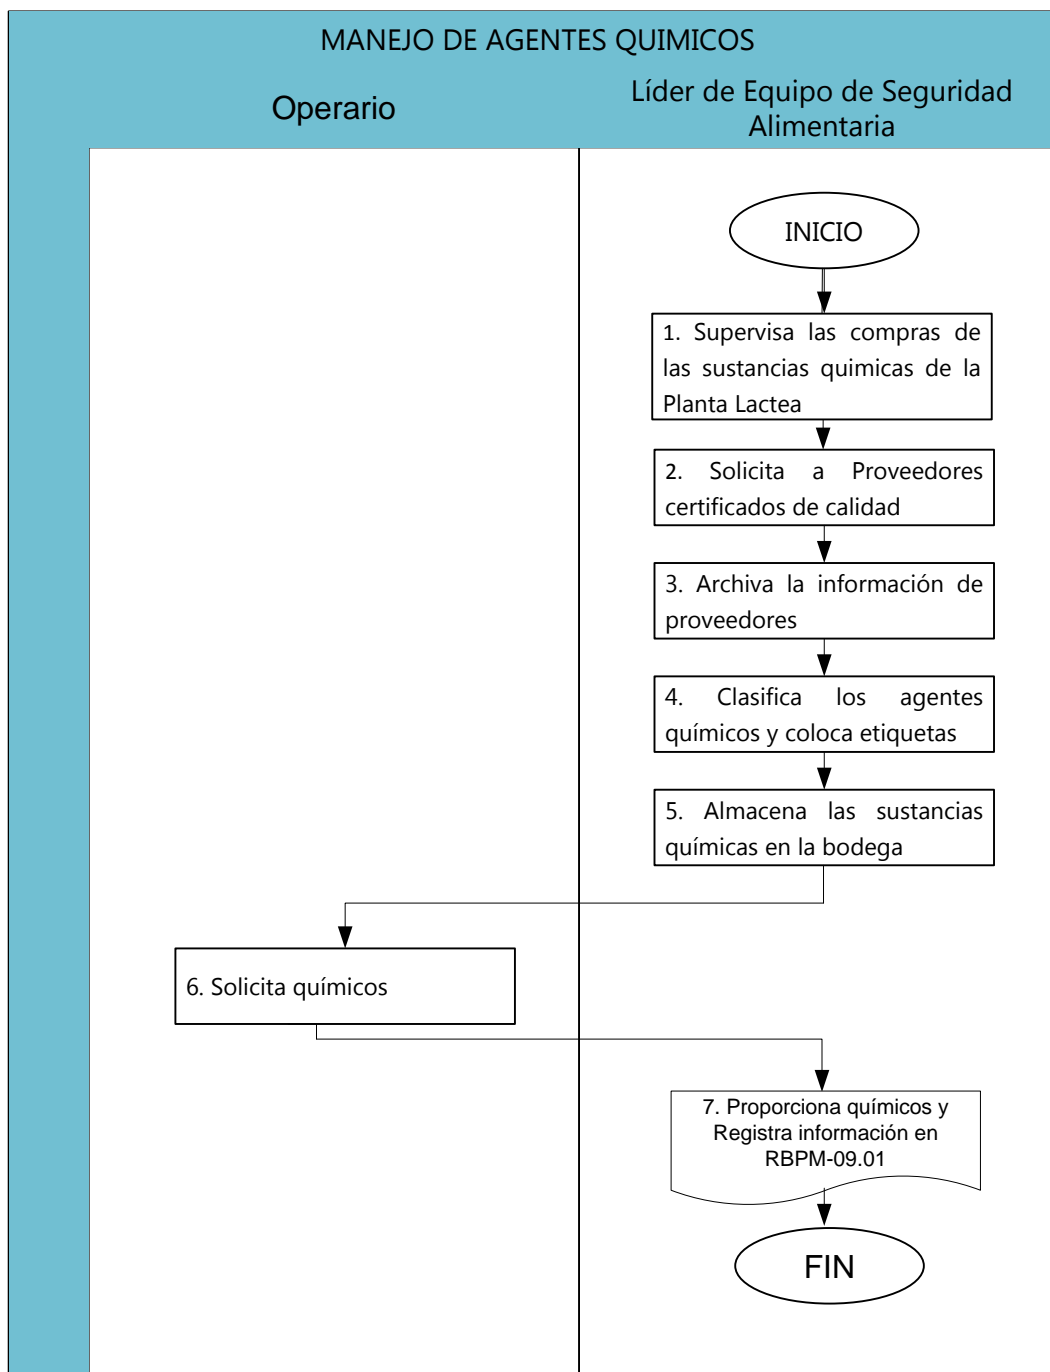 MANEJO DE AGENTES QUIMICOS
Operario
Líder de Equipo de Seguridad
Alimentaria
INICIO
1. Supervisa las compras de
las sustancias quimicas de la
Planta Lactea
2. Solicita a Proveedores
certificados de calidad
3. Archiva la información de
proveedores
4. Clasifica los agentes
químicos y coloca etiquetas
5. Almacena las sustancias
químicas en la bodega
6. Solicita químicos
7. Proporciona químicos y
Registra información en
RBPM-09.01
FIN